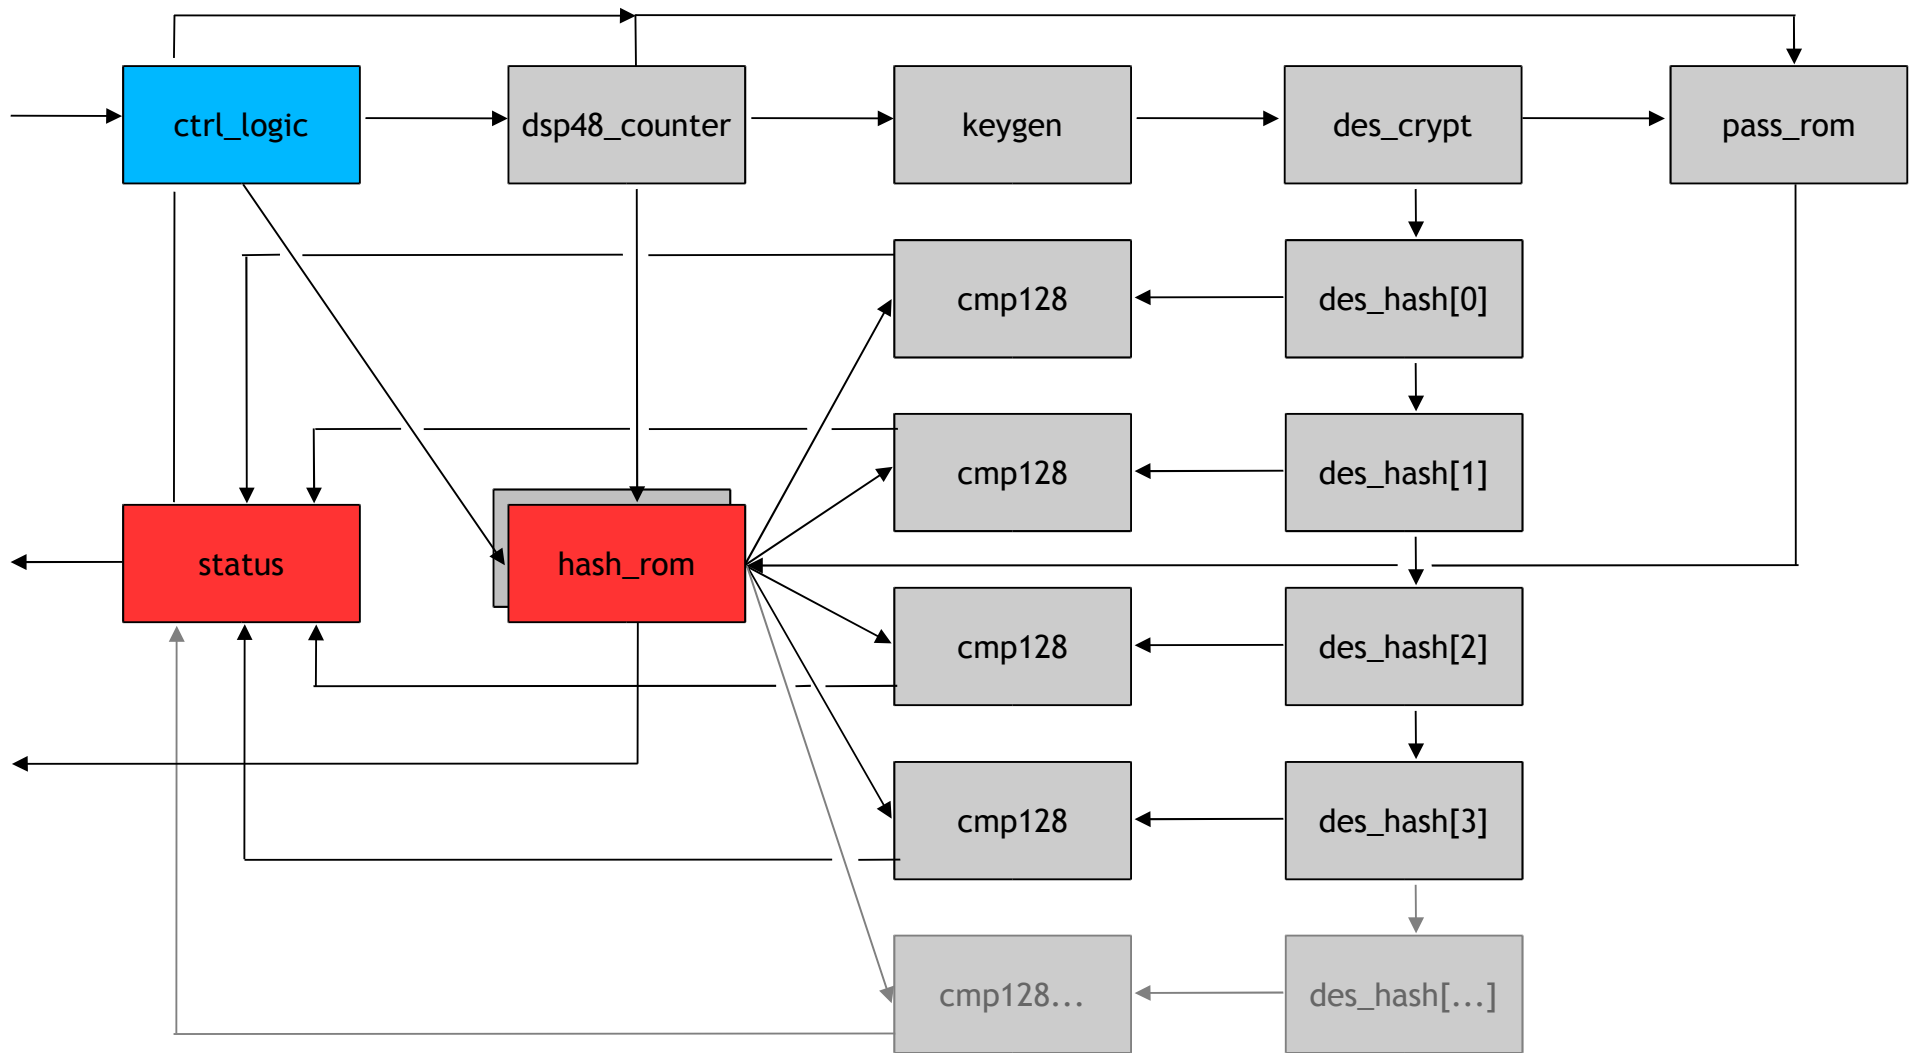 ctrl_logic
dsp48_counter
keygen
des_crypt
pass_rom
cmp128
des_hash[0]
cmp128
des_hash[1]
status
hash_rom
cmp128
des_hash[2]
cmp128
des_hash[3]
cmp128...
des_hash[...]